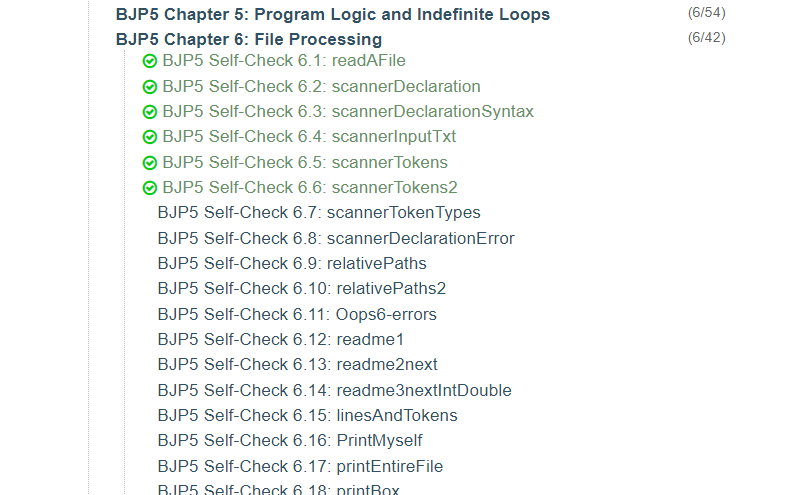 BJP5 Chapter 5: Program Logic and Indefinite Loops (6/54)
BJP5 Chapter 6: File Processing (6/42)
BJP5 Self-Check 6.1: readAFile
BJP5 Self-Check 6.2: scannerDeclaration
BJP5 Self-Check 6.3: scannerDeclarationSyntax
BJP5 Self-Check 6.4: scannerInputTxt
BJP5 Self-Check 6.5: scannerTokens
BJP5 Self-Check 6.6: scannerTokens2
BJP5 Self-Check 6.7: scannerTokenTypes
BJP5 Self-Check 6.8: scannerDeclarationError
BJP5 Self-Check 6.9: relativePaths
BJP5 Self-Check 6.10: relativePaths2
BJP5 Self-Check 6.11: Oops6-errors
BJP5 Self-Check 6.12: readme1
BJP5 Self-Check 6.13: readme2next
BJP5 Self-Check 6.14: readme3nextIntDouble
BJP5 Self-Check 6.15: linesAndTokens
BJP5 Self-Check 6.16: PrintMyself
BJP5 Self-Check 6.17: printEntireFile
BJP5 Self-Check 6.18: printBox